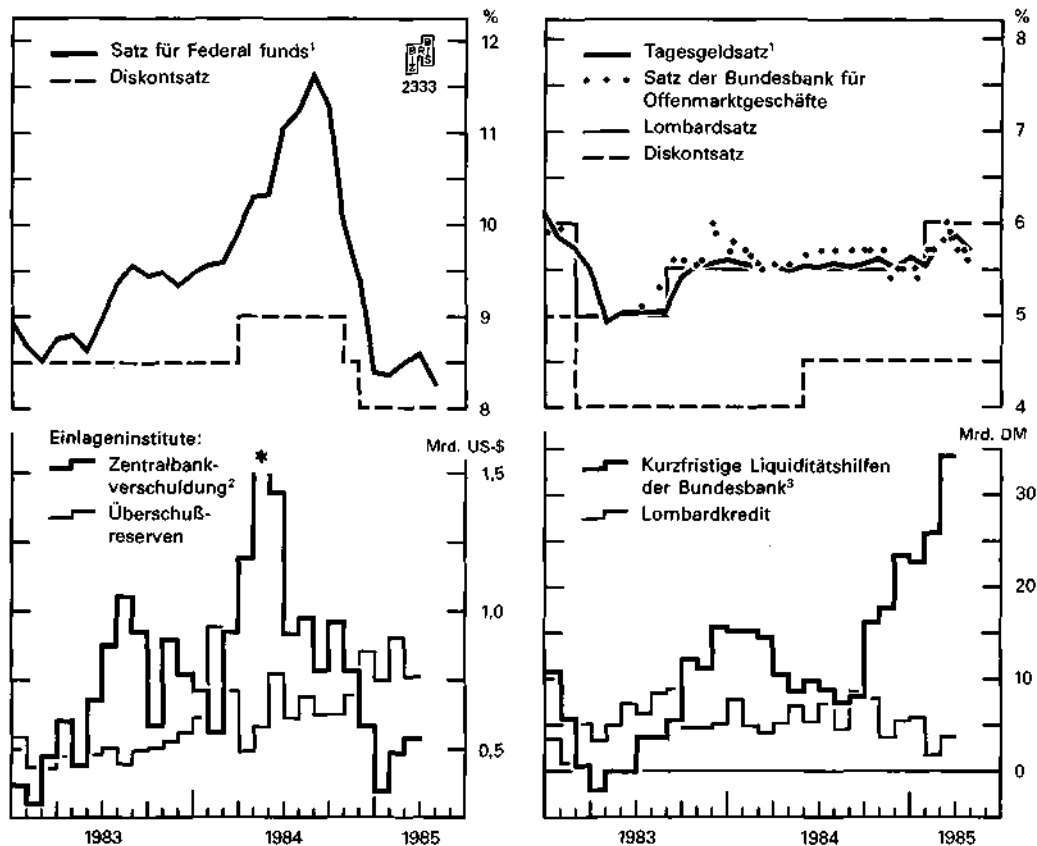 %
12
Satz für Federal funds¹
Diskontsatz
BRI
BIZ
BIS
2333
11
10
9
8
%
8
Tagesgeldsatz¹
Satz der Bundesbank für
Offenmarktgeschäfte
Lombardsatz
Diskontsatz
7
6
5
4
Einlageninstitute:
Mrd. US-$
Zentralbank-
verschuldung²
Überschuß-
reserven
*
1,5
1,0
0,5
1983
1984
1985
Mrd. DM
Kurzfristige Liquiditätshilfen
der Bundesbank³
Lombardkredit
30
20
10
0
1983
1984
1985